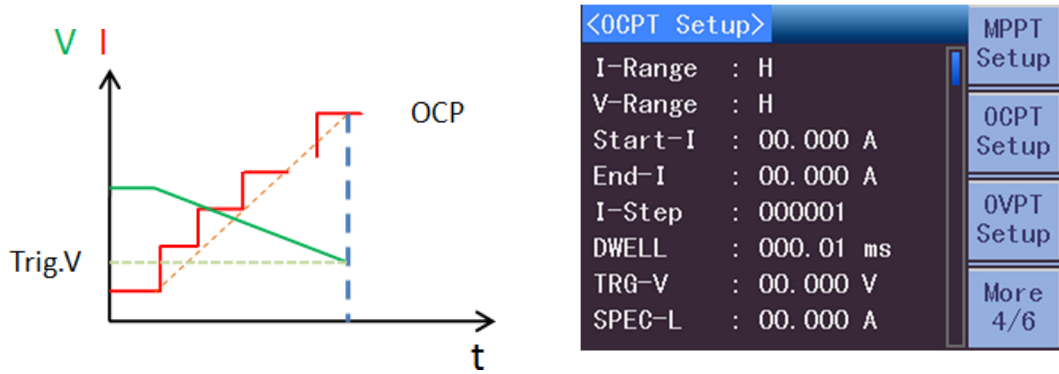 V I
OCP
Trig.V
t
<OCPT Setup>
I-Range : H
V-Range : H
Start-I : 00.000 A
End-I : 00.000 A
I-Step : 000001
DWELL : 000.01 ms
TRG-V : 00.000 V
SPEC-L : 00.000 A
MPPT
Setup
OCPT
Setup
OVPT
Setup
More
4/6